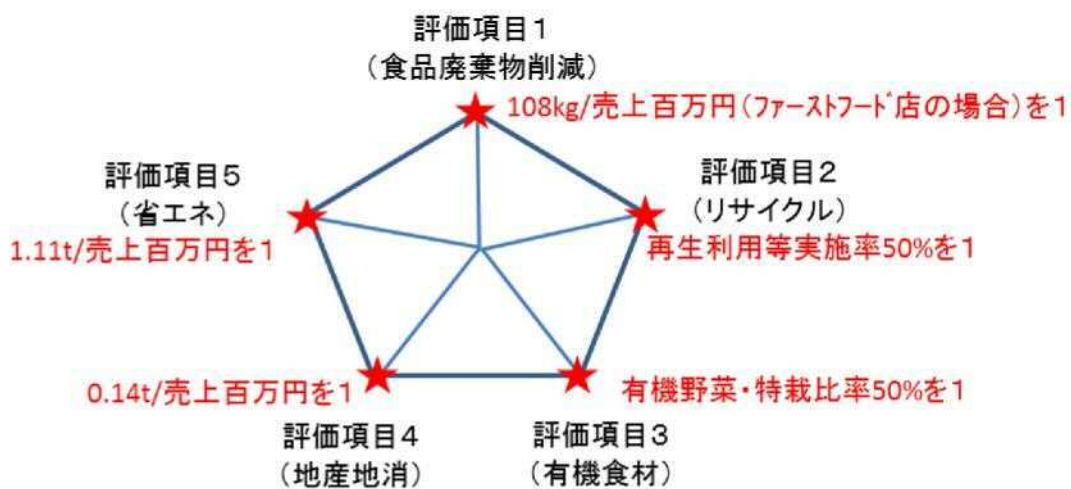 評価項目1
（食品廃棄物削減）
108kg/売上百万円（ﾌｧｰｽﾄﾌｰﾄﾞ店の場合）を1
評価項目5
（省エネ）
1.11t/売上百万円を1
評価項目2
（リサイクル）
再生利用等実施率50%を1
0.14t/売上百万円を1
有機野菜・特栽比率50%を1
評価項目4
（地産地消）
評価項目3
（有機食材）